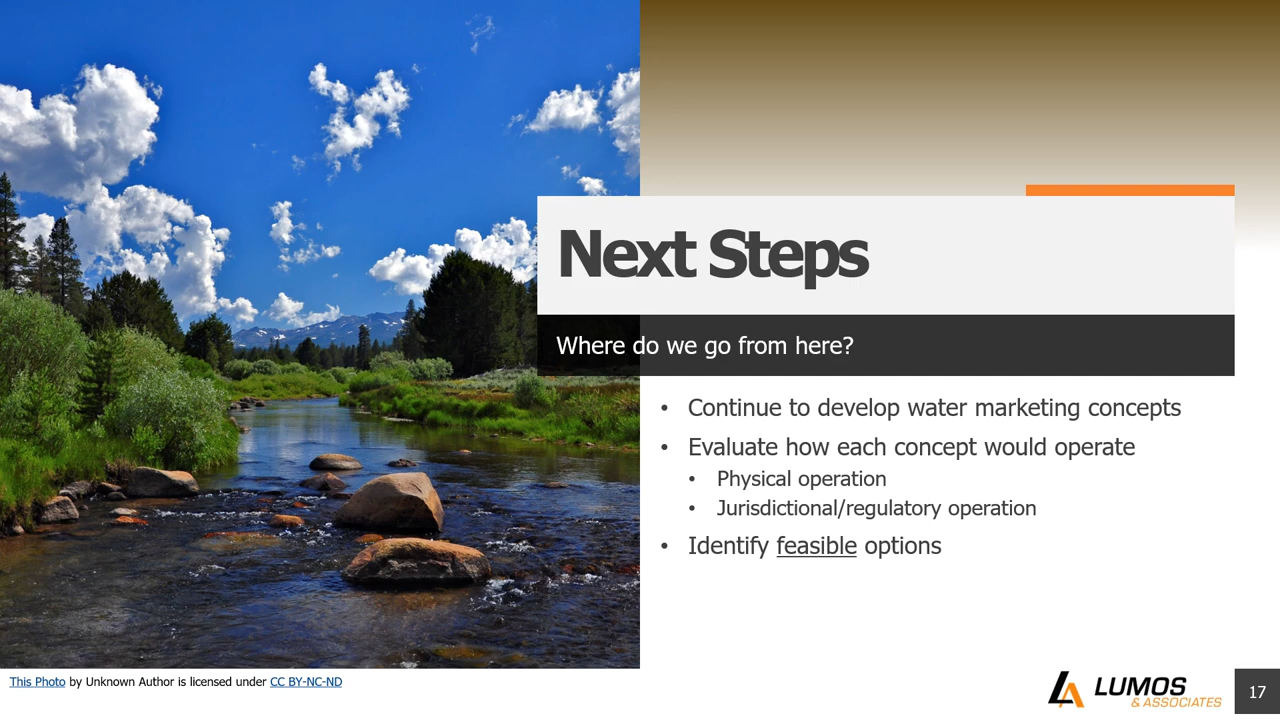 Next Steps
Where do we go from here?
• Continue to develop water marketing concepts
• Evaluate how each concept would operate
• Physical operation
• Jurisdictional/regulatory operation
• Identify feasible options
This Photo by Unknown Author is licensed under CC BY-NC-ND
LUMOS
& ASSOCIATES
17